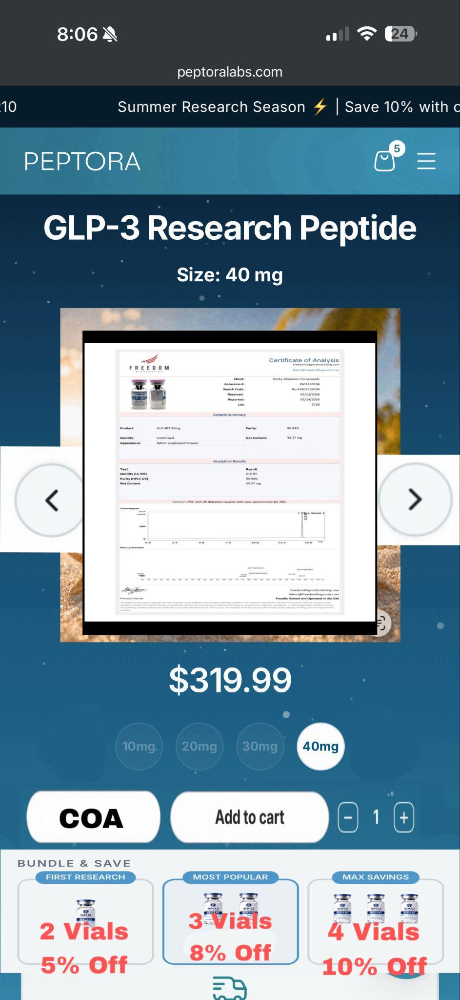 8:06
24
peptoralabs.com
10
Summer Research Season ⚡ | Save 10% with
PEPTORA
5
GLP-3 Research Peptide
Size: 40 mg
FREEDOM
DIAGNOSTICS
Certificate of Analysis
FreedomDiagnosticsTesting.com
Admin@FreedomDiagnostics.net
Client: Rocky Mountain Compounds
Accession #: 2605120194
Search Code: Rock2605120194
Received: 05/12/2026
Reported: 05/14/2026
Lot: 5726
Sample Summary
Product: GLP-3RT 30mg Purity: 99.94%
Identity: Confirmed Net Content: 34.27 mg
Appearance: White Lyophilized Powder
Analytical Results
Test Result
Identity (LC-MS) GLP RT
Purity (HPLC-UV) 99.94%
Net Content 34.27 mg
Method: HPLC with UV detection coupled with mass spectrometry (LC-MS).
Chromatogram
500
0
0.0 2.5 5.0 7.5 10.0 12.5 15.0 min
Mass Confirmation
Principal Chemist
FreedomDiagnosticsTesting.com
Admin@FreedomDiagnostics.net
Proudly Owned and Operated in the USA
$319.99
10mg 20mg 30mg 40mg
COA Add to cart − 1 +
BUNDLE & SAVE
FIRST RESEARCH MOST POPULAR MAX SAVINGS
SKO SKO SKO SKO SKO SKO
2 Vials 3 Vials 4 Vials
5% Off 8% Off 10% Off